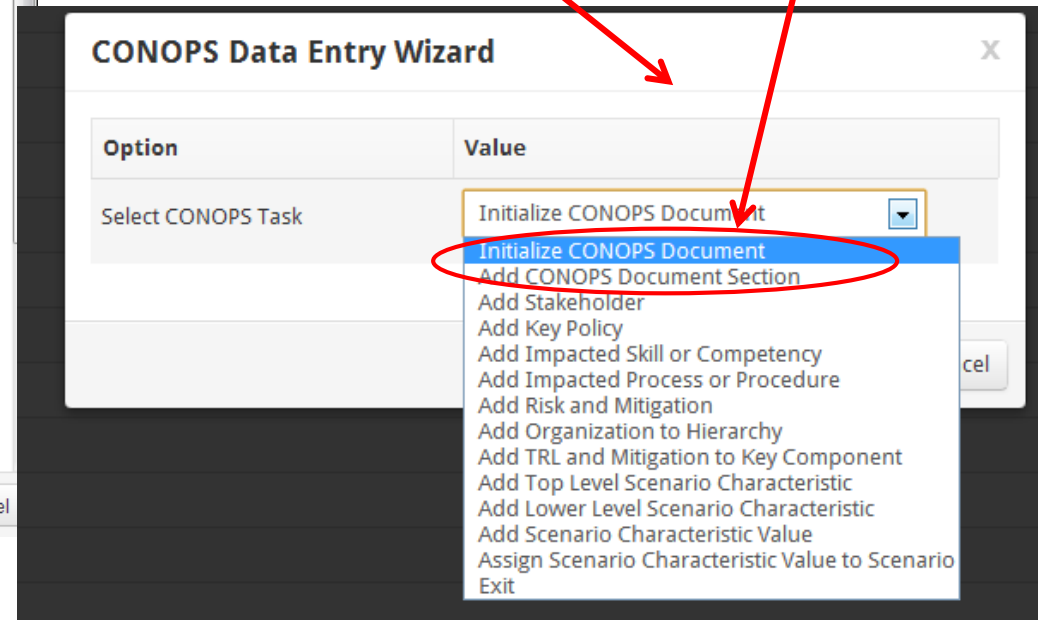 CONOPS Data Entry Wizard X
Option Value
Select CONOPS Task Initialize CONOPS Document
Initialize CONOPS Document
Add CONOPS Document Section
Add Stakeholder
Add Key Policy
Add Impacted Skill or Competency
Add Impacted Process or Procedure
cel
Add Risk and Mitigation
Add Organization to Hierarchy
Add TRL and Mitigation to Key Component
Add Top Level Scenario Characteristic
el
Add Lower Level Scenario Characteristic
Add Scenario Characteristic Value
Assign Scenario Characteristic Value to Scenario
Exit